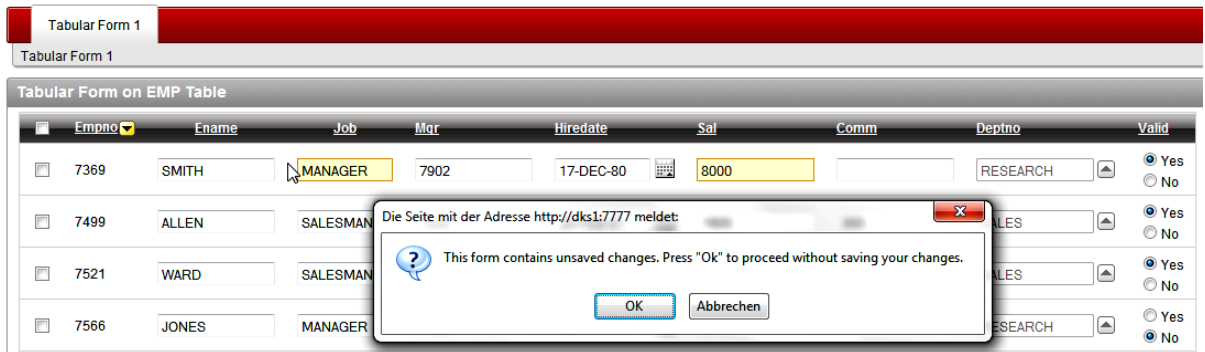 Tabular Form 1
Tabular Form 1
Tabular Form on EMP Table
Empno Ename Job Mgr Hiredate Sal Comm Deptno Valid
7369 SMITH MANAGER 7902 17-DEC-80 8000 RESEARCH Yes
No
Die Seite mit der Adresse http://dks1:7777 meldet:
7499 ALLEN SALESMAN ALES Yes
No
This form contains unsaved changes. Press "Ok" to proceed without saving your changes.
7521 WARD SALESMAN ALES Yes
No
OK Abbrechen
7566 JONES MANAGER ESEARCH Yes
No